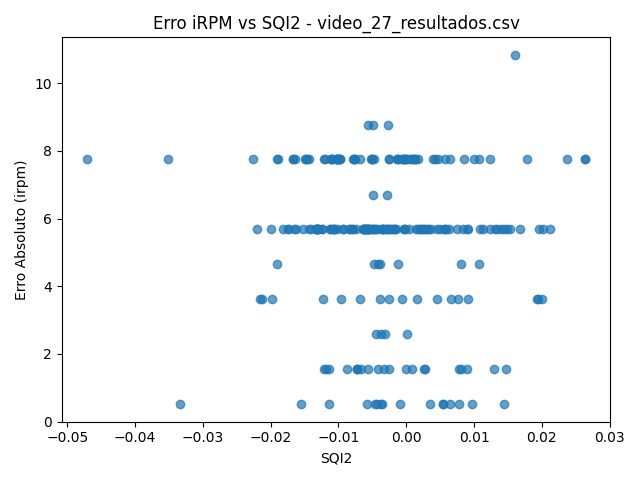 Erro iRPM vs SQI2 - video_27_resultados.csv
Erro Absoluto (irpm)
10
8
6
4
2
0
−0.05 −0.04 −0.03 −0.02 −0.01 0.00 0.01 0.02 0.03
SQI2